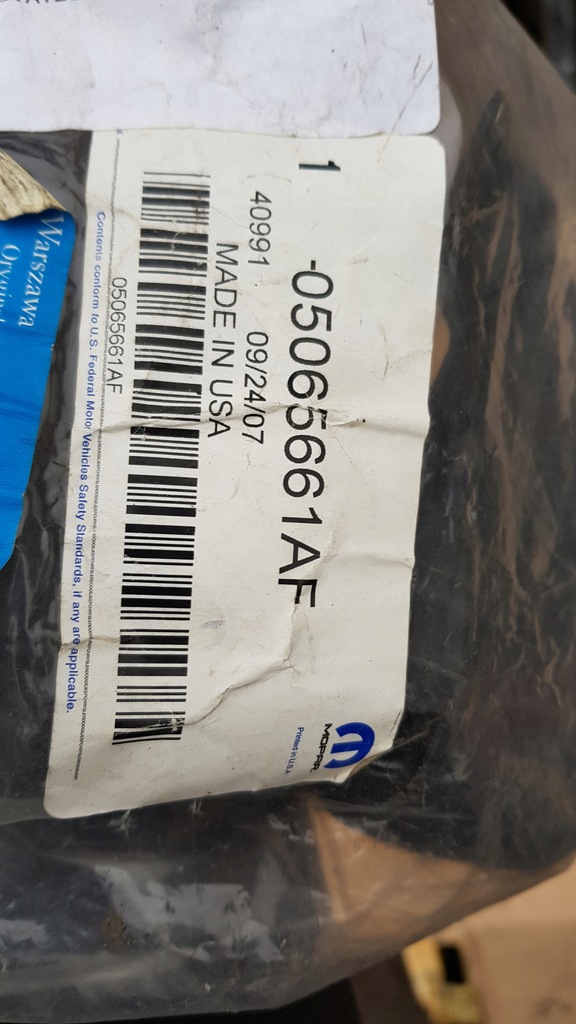 1
-05065661AF
40991 09/24/07
MADE IN USA
05065661AF
Contents conform to U.S. Federal Motor Vehicles Safety Standards, if any are applicable.
MOPAR
Printed in U.S.A
Warszawa